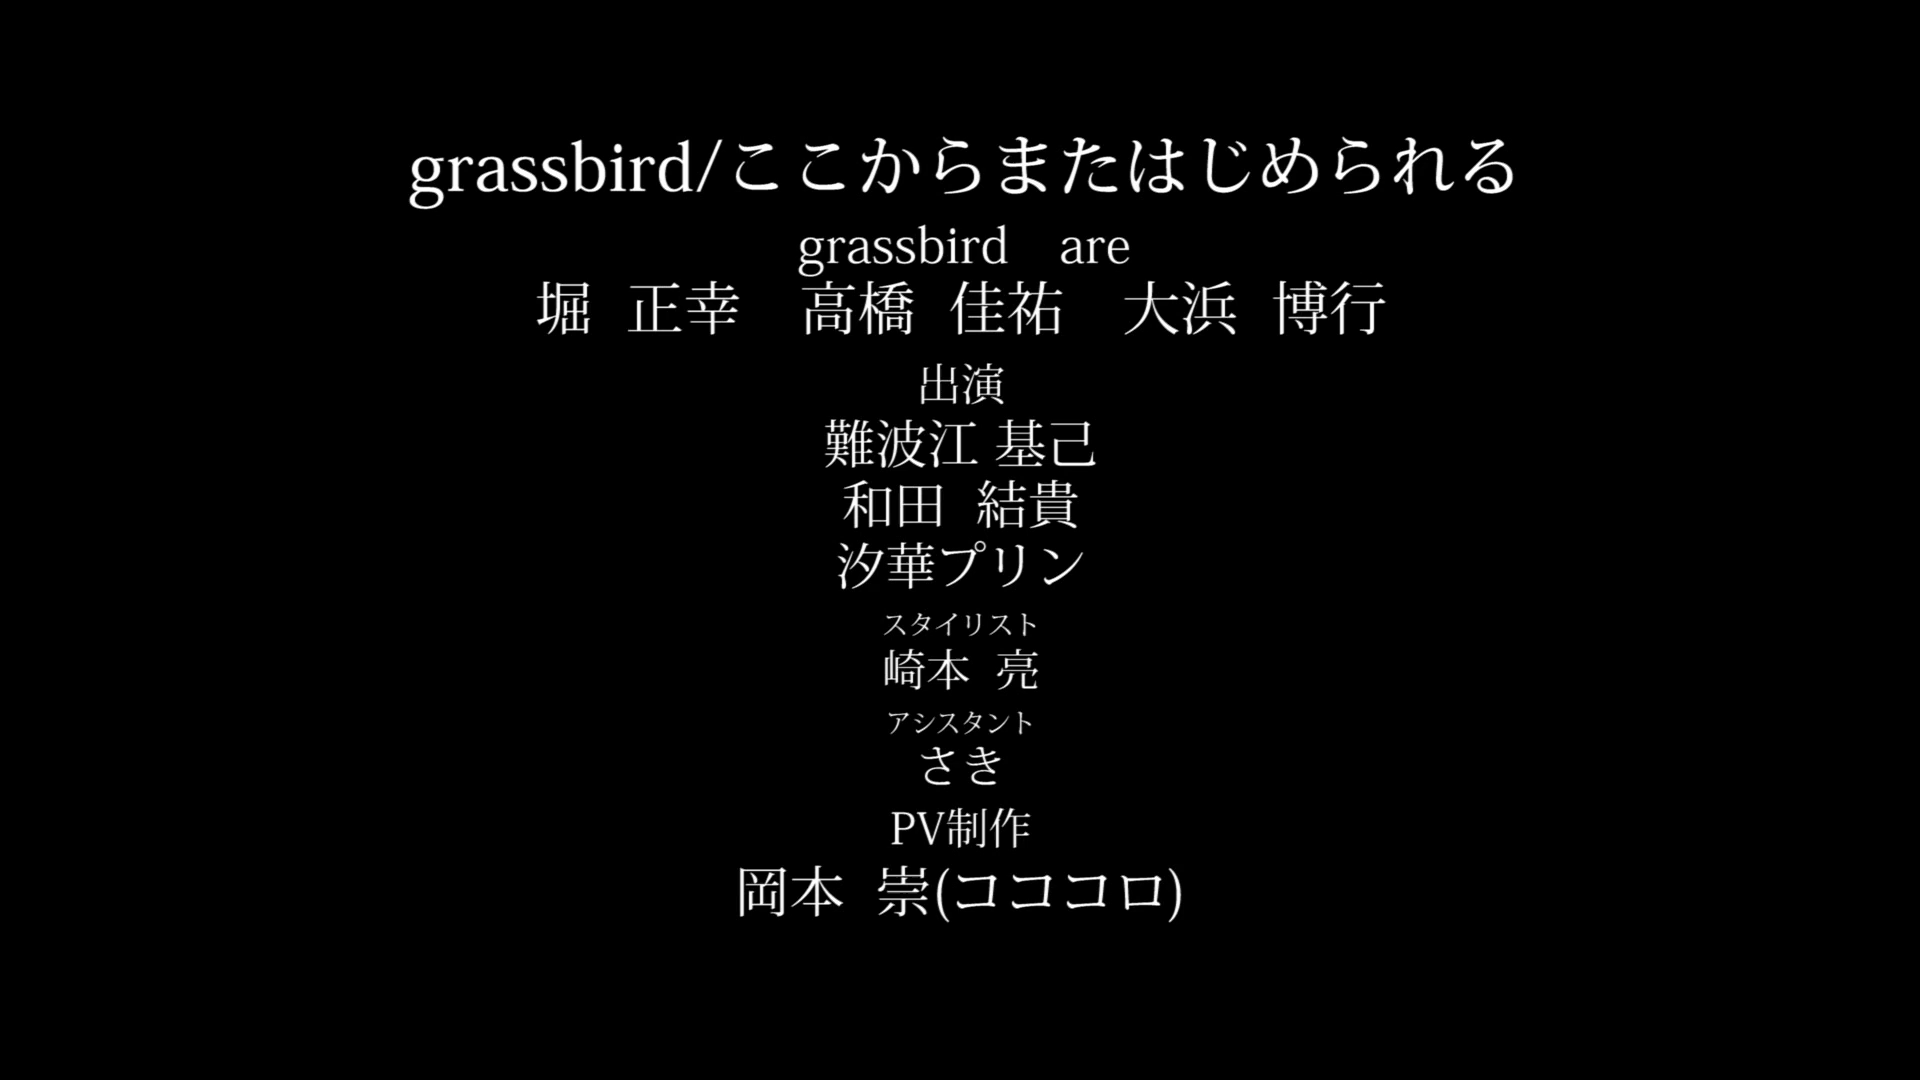 grassbird/ここからまたはじめられる
grassbird　are
堀 正幸　高橋 佳祐　大浜 博行
出演
難波江 基己
和田 結貴
汐華プリン
スタイリスト
崎本 亮
アシスタント
さき
PV制作
岡本 崇(コココロ)